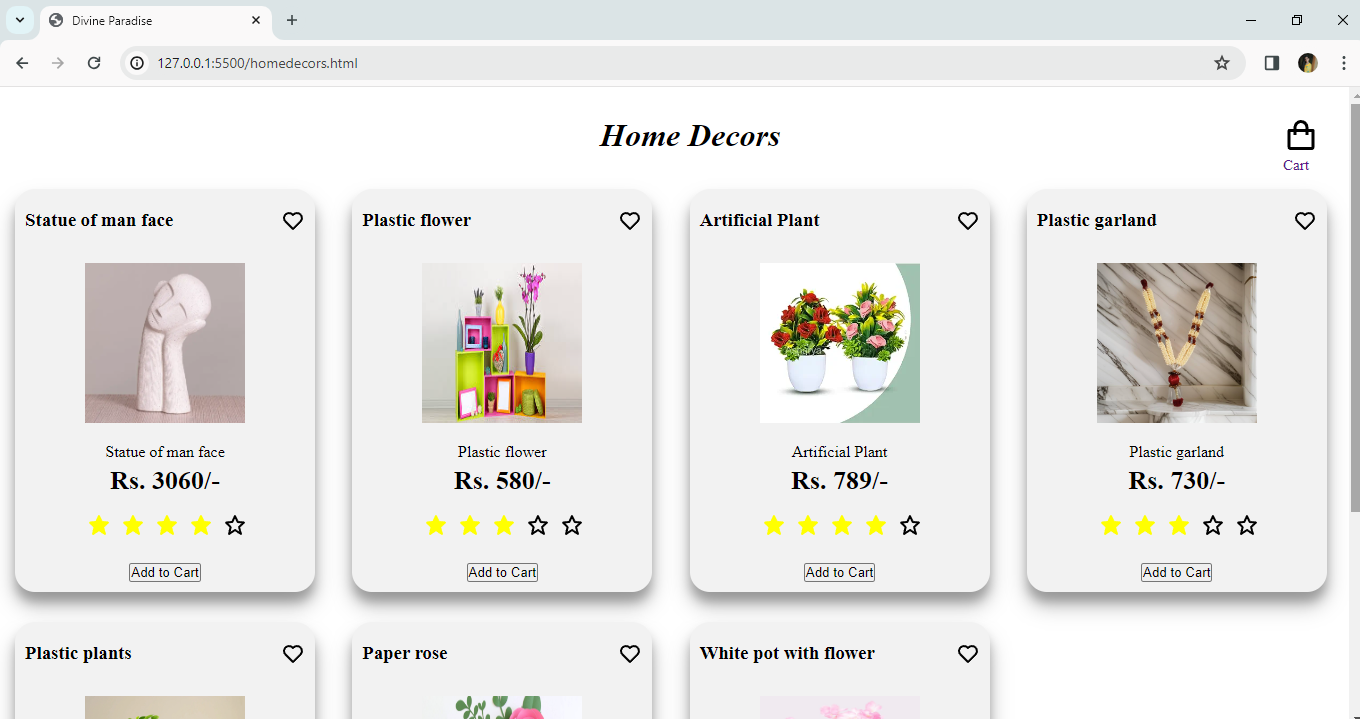 Divine Paradise
127.0.0.1:5500/homedecors.html
Home Decors
Cart
Statue of man face
Plastic flower
Artificial Plant
Plastic garland
Statue of man face
Plastic flower
Artificial Plant
Plastic garland
Rs. 3060/-
Rs. 580/-
Rs. 789/-
Rs. 730/-
Add to Cart
Add to Cart
Add to Cart
Add to Cart
Plastic plants
Paper rose
White pot with flower